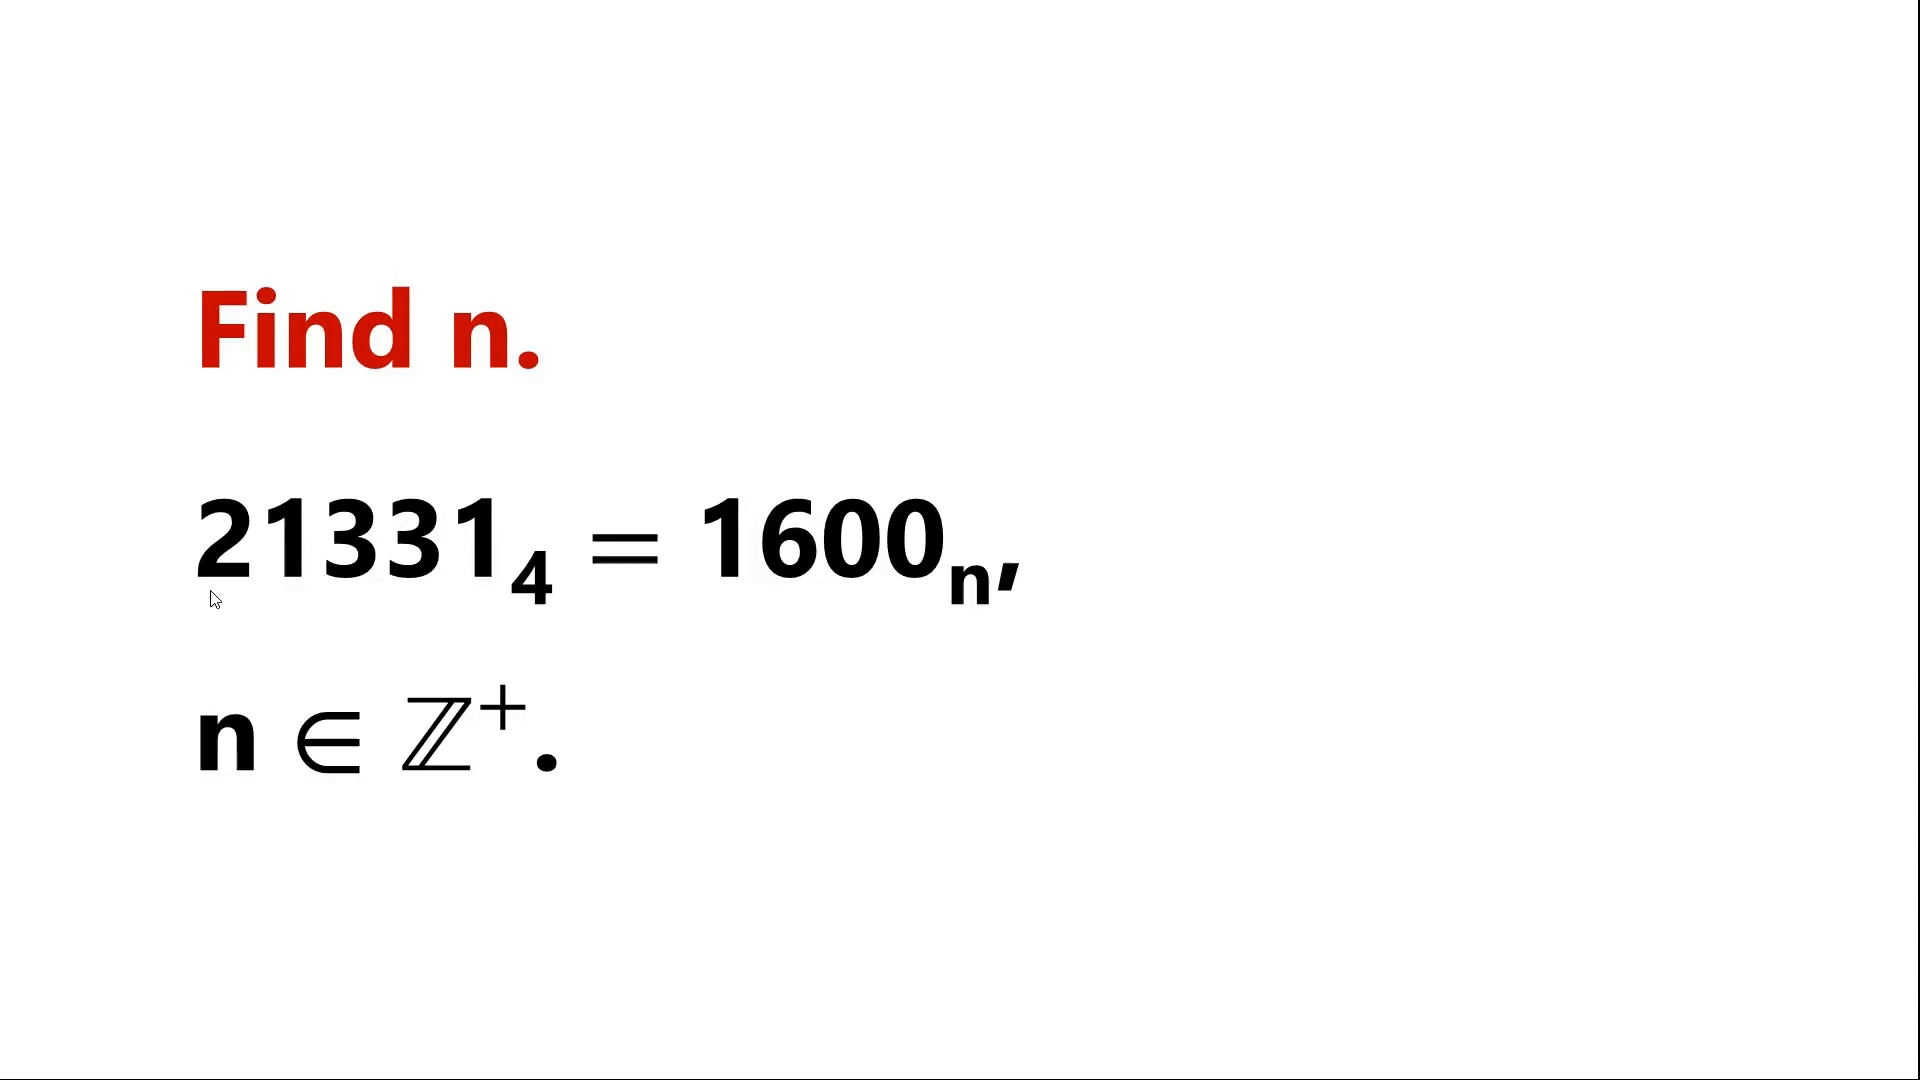 Find n.
21331₄ = 1600ₙ,
n ∈ ℤ⁺.